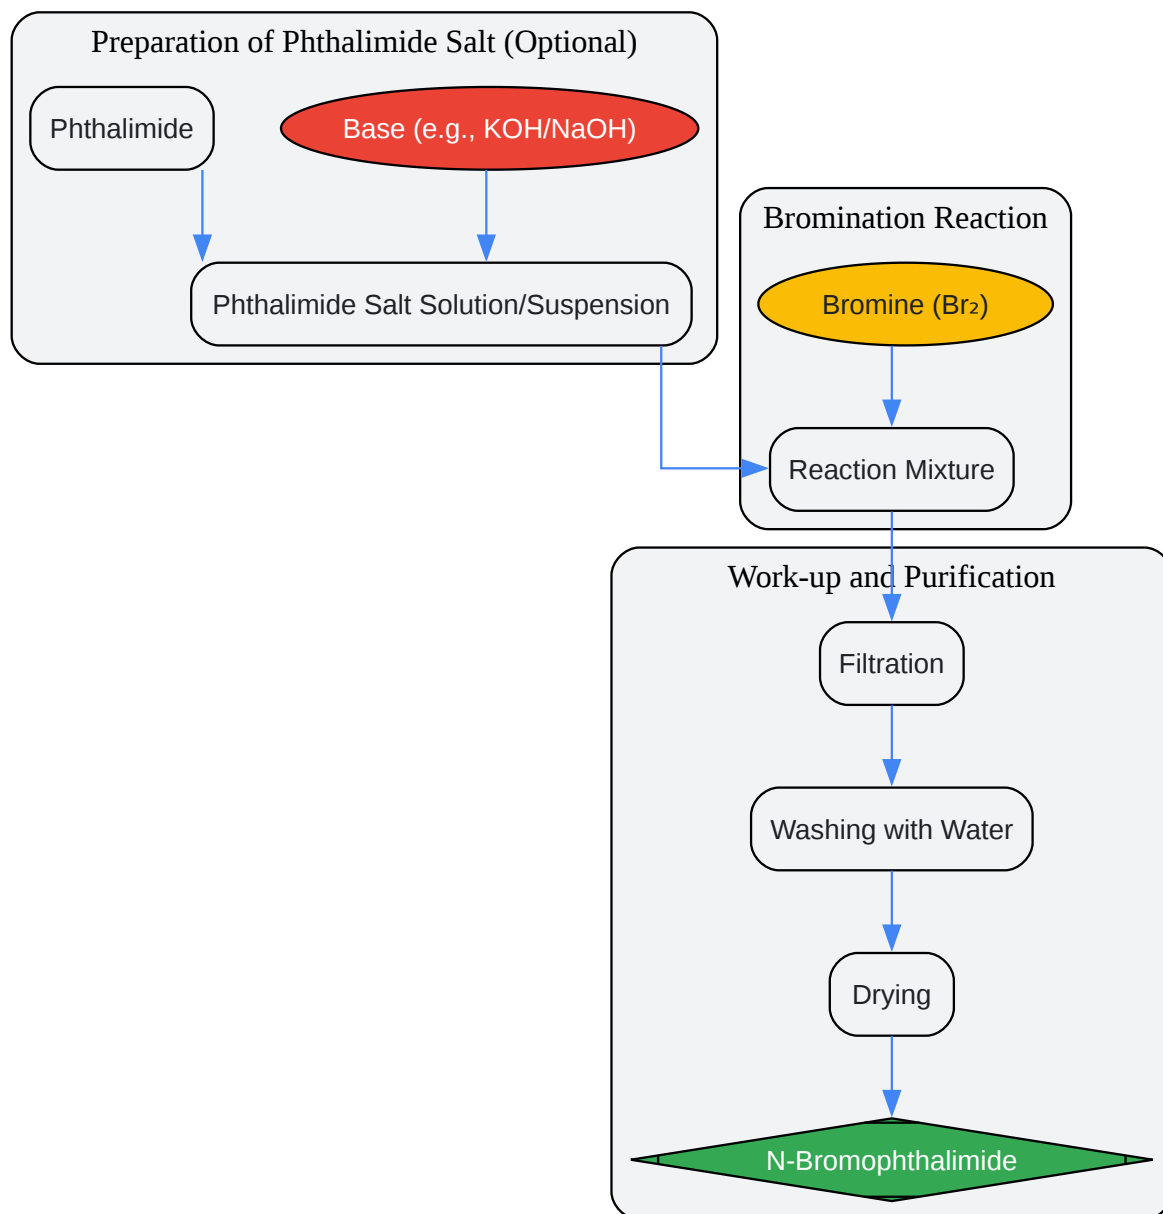 Preparation of Phthalimide Salt (Optional)
Phthalimide
Base (e.g., KOH/NaOH)
Phthalimide Salt Solution/Suspension
Bromination Reaction
Bromine (Br₂)
Reaction Mixture
Work-up and Purification
Filtration
Washing with Water
Drying
N-Bromophthalimide